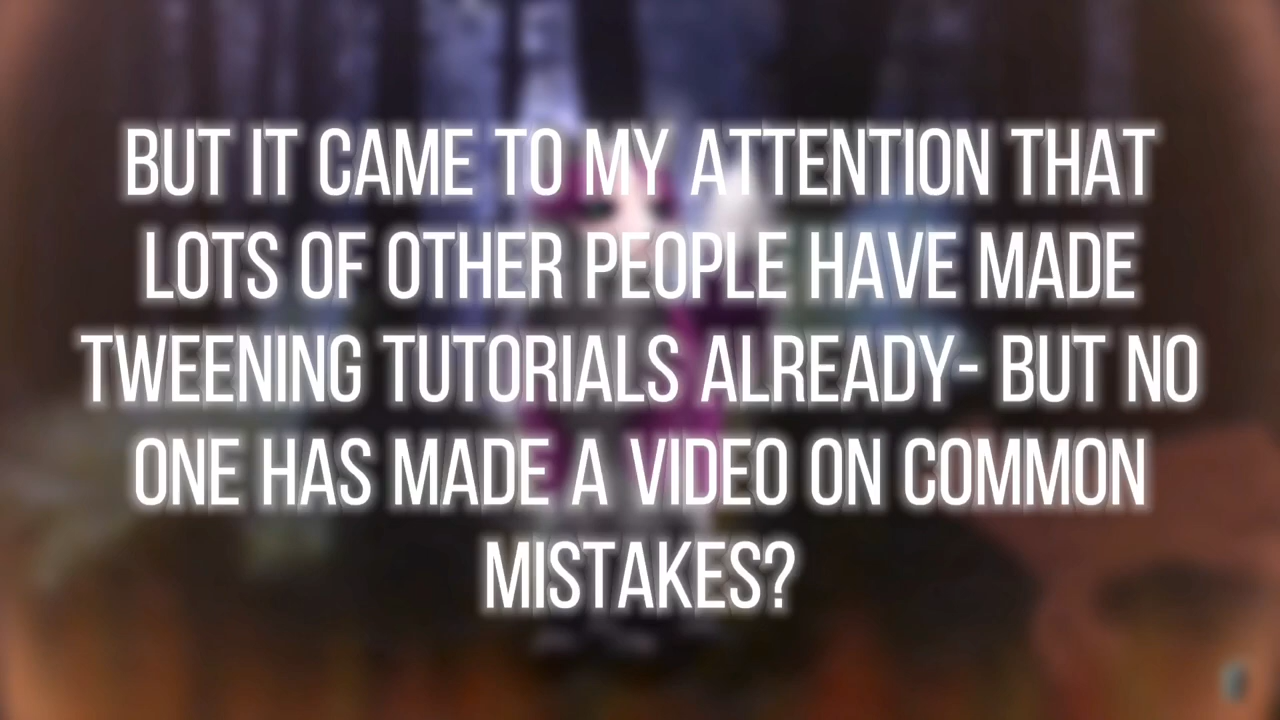 BUT IT CAME TO MY ATTENTION THAT
LOTS OF OTHER PEOPLE HAVE MADE
TWEENING TUTORIALS ALREADY- BUT NO
ONE HAS MADE A VIDEO ON COMMON
MISTAKES?